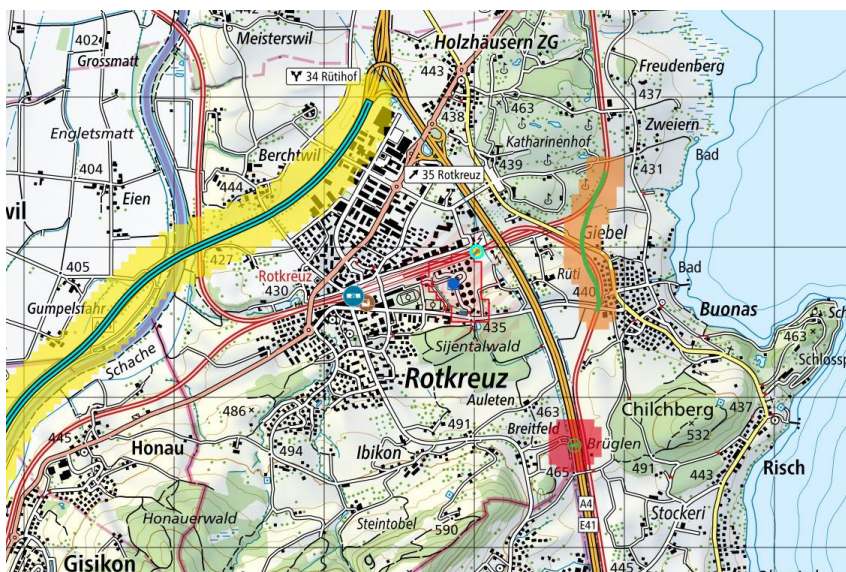 402
Grossmatt
Meisterswil
Holzhäusern ZG
34 Rütihof
443
Freudenberg
437
463
438
Engletsmatt
Katharinenhof
Zweiern
Bad
Berchtwil
439
404
431
444
35 Rotkreuz
Eien
wil
Giebel
427
405
Rotkreuz
Rüti
Bad
430
440
Gumpelsfahr
Buonas
435
463
Schache
Sijentalwald
Schlossp
Rotkreuz
486
Auleten
463
Chilchberg
437
445
491
Breitfeld
532
Honau
494
Ibikon
Brüglen
465
491
443
Risch
Honauerwald
A4
Steintobel
590
E41
Stockeri
Gisikon
g
445